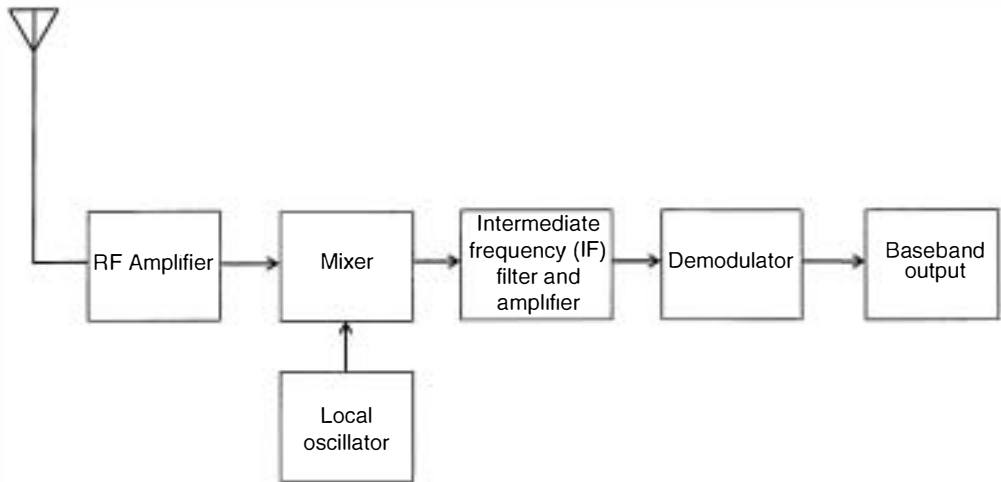 RF Amplifier
Mixer
Intermediate
frequency (IF)
filter and
amplifier
Demodulator
Baseband
output
Local
oscillator